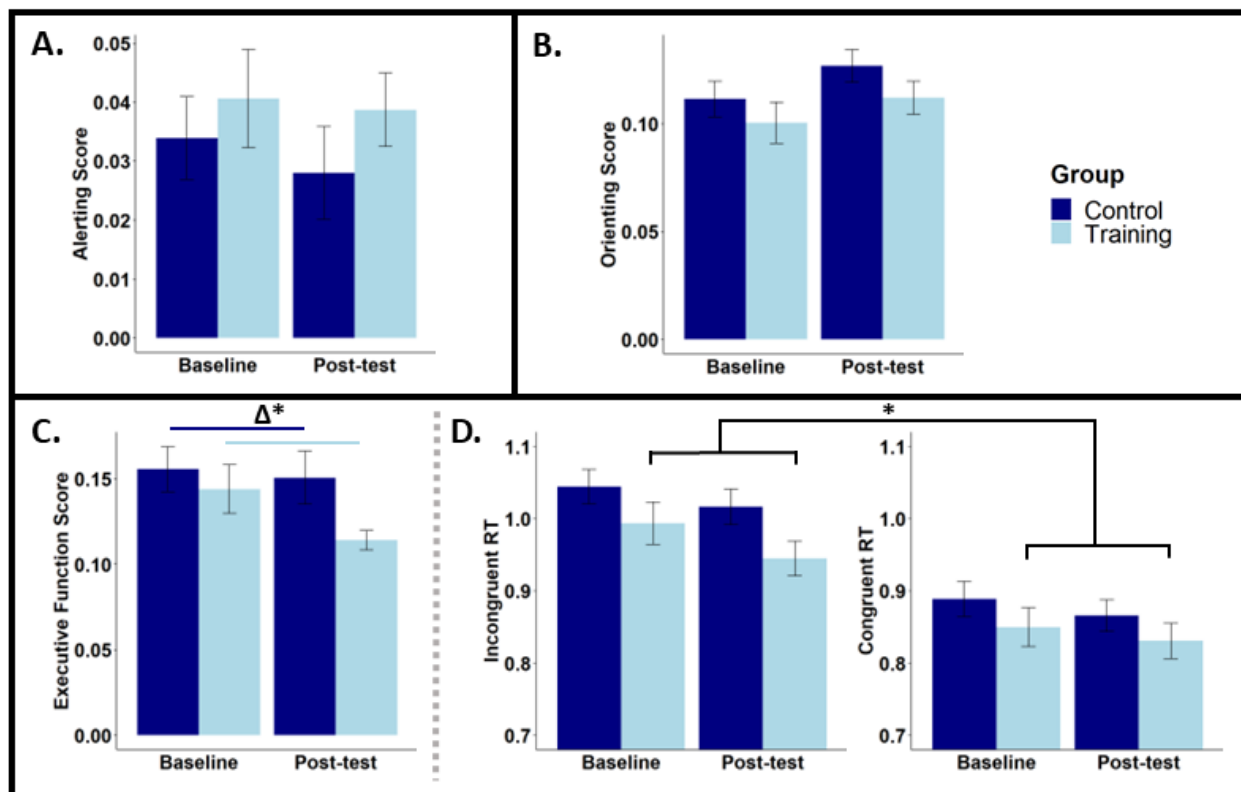 A.
Alerting Score
0.05
0.04
0.03
0.02
0.01
0.00
Baseline
Post-test
B.
Orienting Score
0.10
0.05
0.00
Baseline
Post-test
Group
Control
Training
C.
Δ*
Executive Function Score
0.15
0.10
0.05
0.00
Baseline
Post-test
D.
*
Incongruent RT
1.1
1.0
0.9
0.8
0.7
Baseline
Post-test
Congruent RT
1.1
1.0
0.9
0.8
0.7
Baseline
Post-test